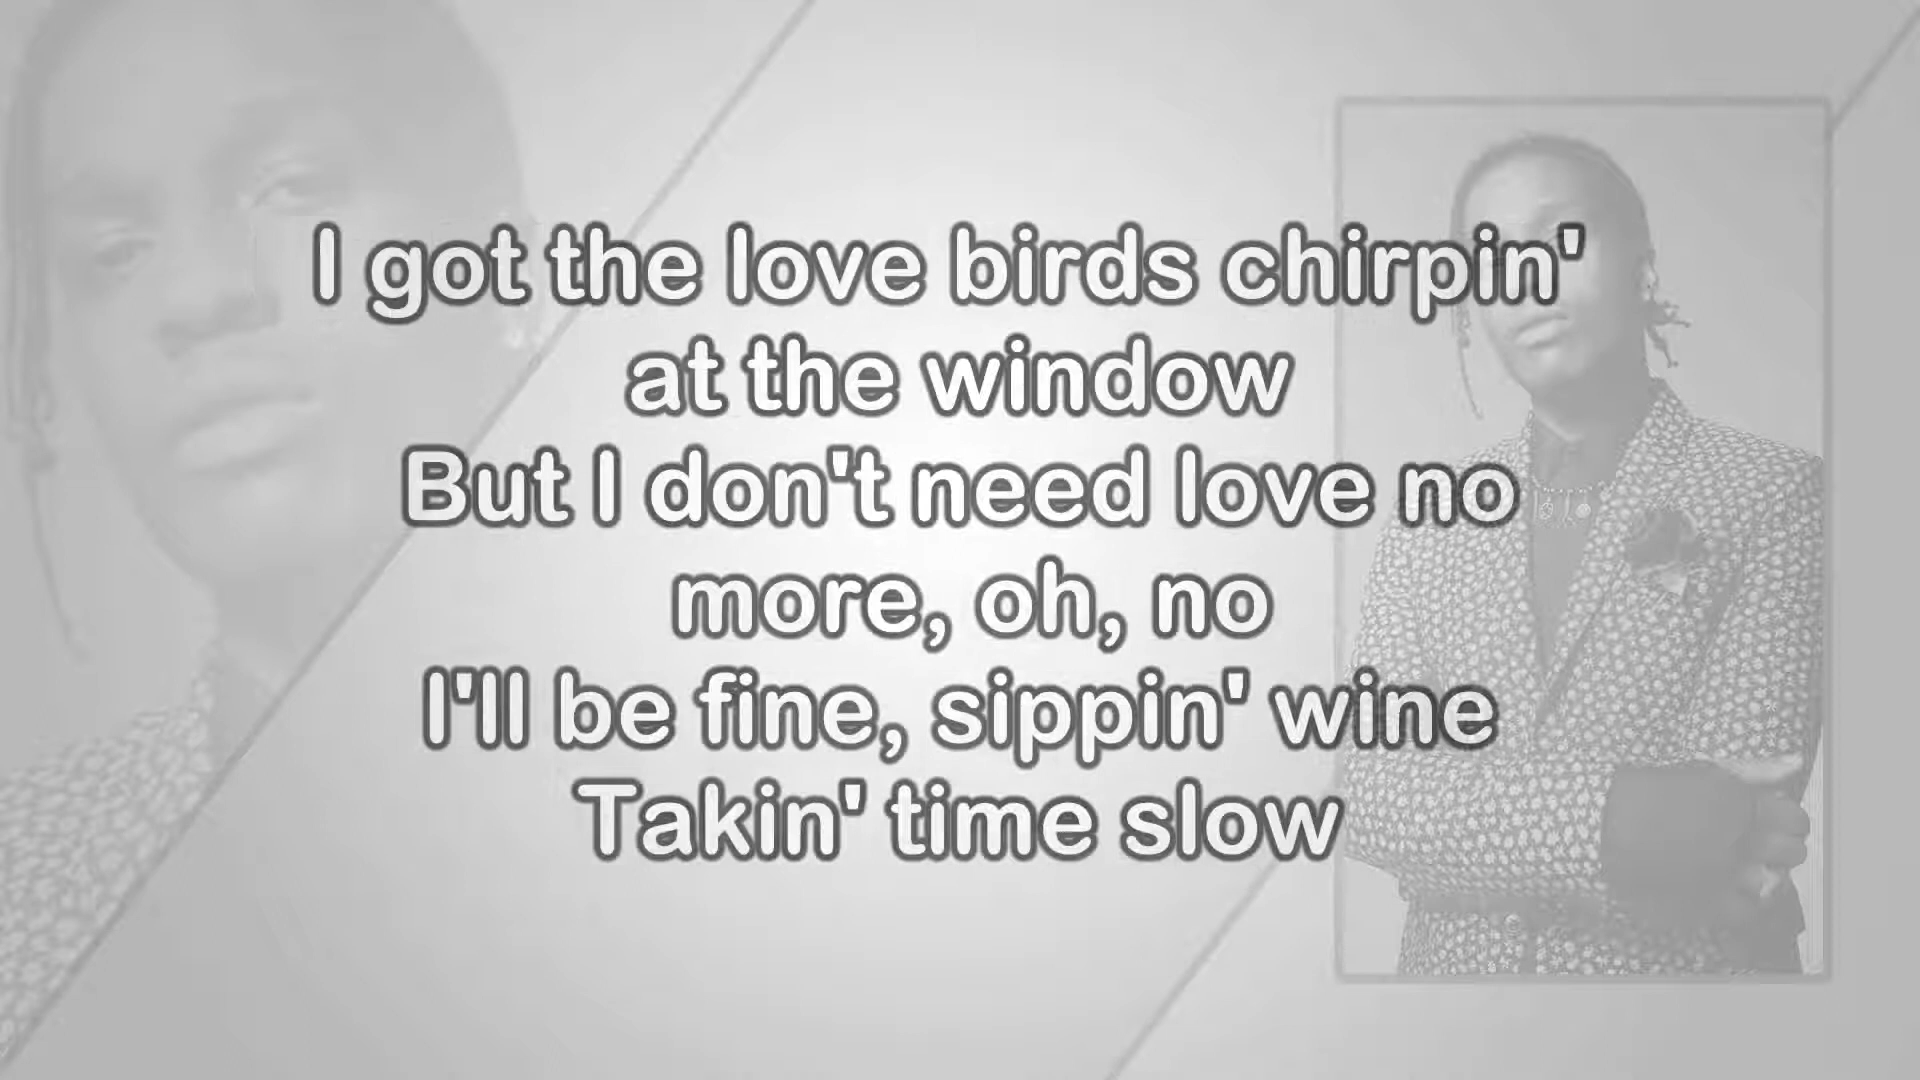 I got the love birds chirpin'
at the window
But I don't need love no
more, oh, no
I'll be fine, sippin' wine
Takin' time slow